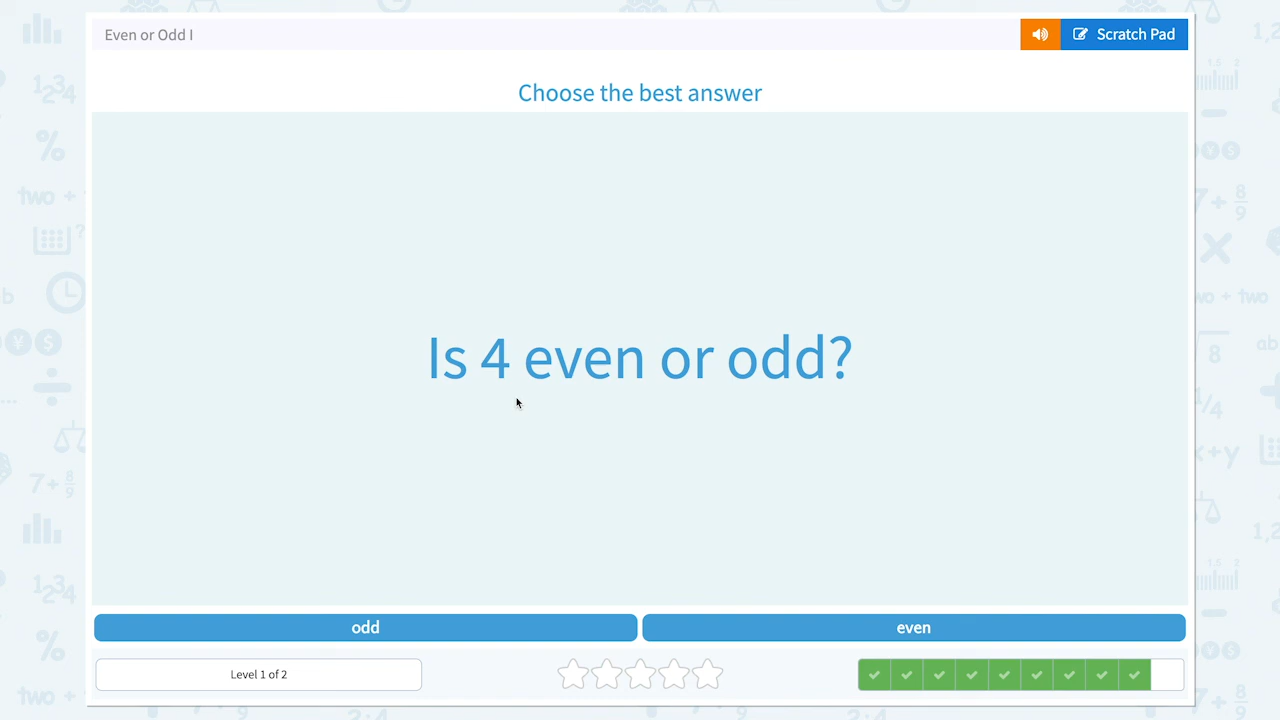 Even or Odd I
Scratch Pad
Choose the best answer
Is 4 even or odd?
odd
even
Level 1 of 2